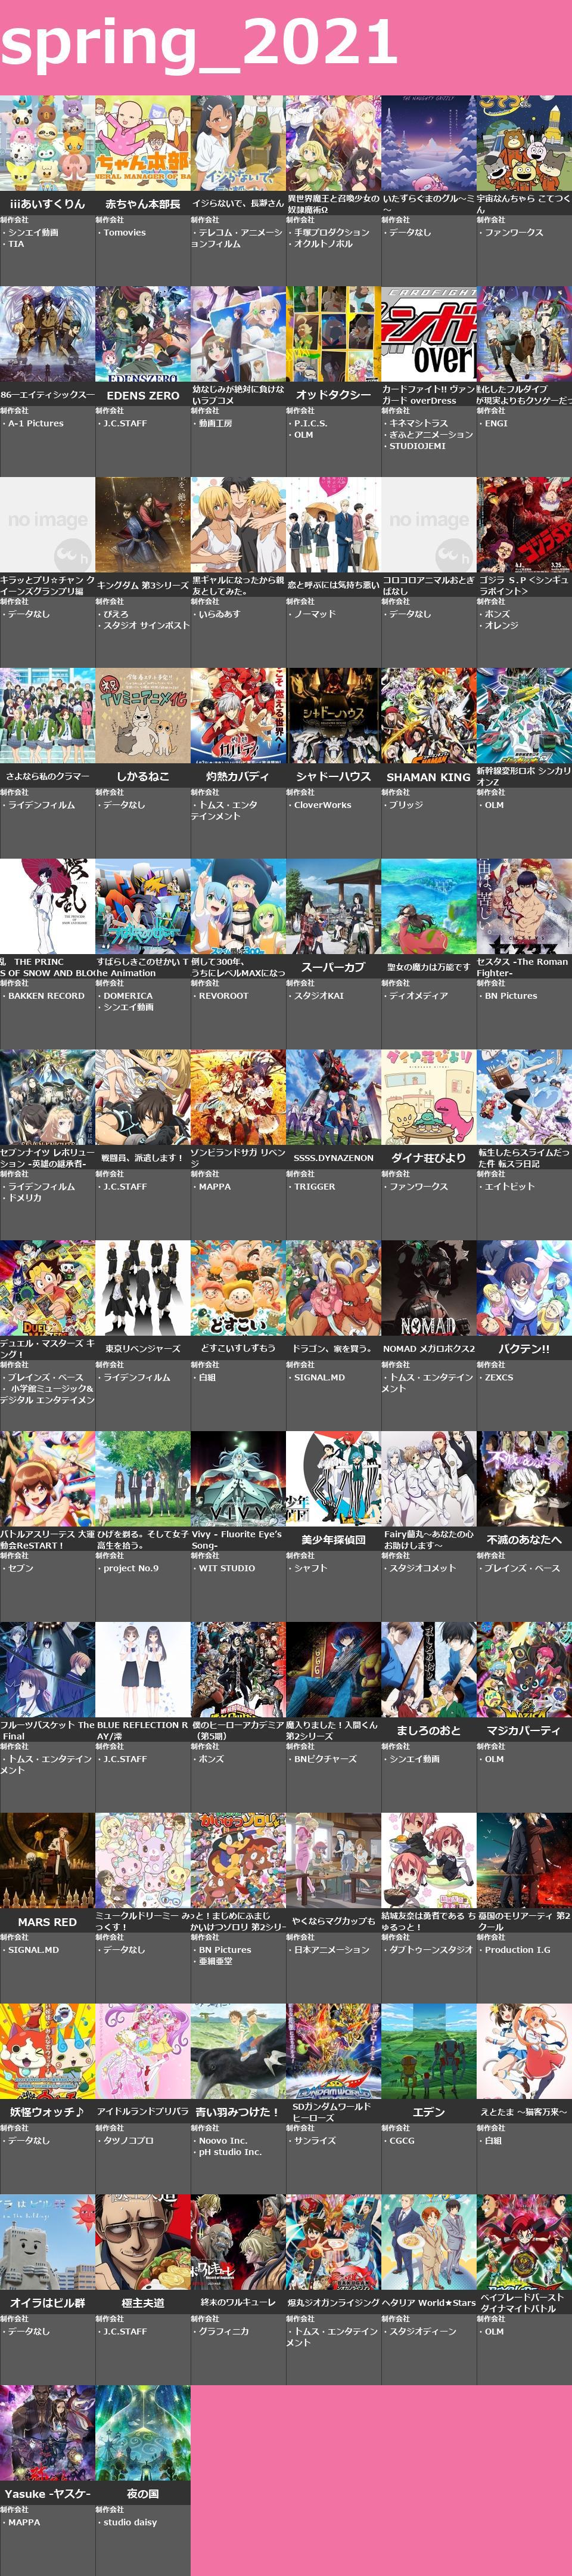 spring_2021
iiiあいすくりん
制作会社
・シンエイ動画
・TIA
赤ちゃん本部長
制作会社
・Tomovies
イジらないで、長瀞さん
制作会社
・テレコム・アニメーシ
ョンフィルム
異世界魔王と召喚少女の
奴隷魔術Ω
制作会社
・手塚プロダクション
・オクルトノボル
いたずらぐまのグル〜ミ
〜
制作会社
・データなし
宇宙なんちゃら こてつく
ん
制作会社
・ファンワークス
86―エイティシックス―
制作会社
・A-1 Pictures
EDENS ZERO
制作会社
・J.C.STAFF
幼なじみが絶対に負けな
いラブコメ
制作会社
・動画工房
オッドタクシー
制作会社
・P.I.C.S.
・OLM
カードファイト!! ヴァン
ガード overDress
制作会社
・キネマシトラス
・ぎふとアニメーション
・STUDIOJEMI
進化したフルダイブ
が現実よりもクソゲーだっ
制作会社
・ENGI
no image
キラッとプリ☆チャン ク
イーンズグランプリ編
制作会社
・データなし
キングダム 第3シリーズ
制作会社
・ぴえろ
・スタジオ サインポスト
黒ギャルになったから親
友としてみた。
制作会社
・いらゐあす
恋と呼ぶには気持ち悪い
制作会社
・ノーマッド
no image
コロコロアニマルおとぎ
ばなし
制作会社
・データなし
ゴジラ S.P＜シンギュ
ラポイント＞
制作会社
・ボンズ
・オレンジ
さよなら私のクラマー
制作会社
・ライデンフィルム
祝
TVミニアニメ化
しかるねこ
制作会社
・データなし
灼熱カバディ
制作会社
・トムス・エンタ
テインメント
シャドーハウス
制作会社
・CloverWorks
SHAMAN KING
制作会社
・ブリッジ
新幹線変形ロボ シンカリ
オンZ
制作会社
・OLM
乱　THE PRINC
S OF SNOW AND BLO
制作会社
・BAKKEN RECORD
すばらしきこのせかい T
he Animation
制作会社
・DOMERICA
・シンエイ動画
倒して300年、
うちにレベルMAXになっ
制作会社
・REVOROOT
スーパーカブ
制作会社
・スタジオKAI
聖女の魔力は万能です
制作会社
・ディオメディア
セスタス -The Roman
Fighter-
制作会社
・BN Pictures
セブンナイツ レボリュー
ション -英雄の継承者-
制作会社
・ライデンフィルム
・ドメリカ
戦闘員、派遣します！
制作会社
・J.C.STAFF
ゾンビランドサガ リベン
ジ
制作会社
・MAPPA
SSSS.DYNAZENON
制作会社
・TRIGGER
ダイナ荘びより
制作会社
・ファンワークス
転生したらスライムだっ
た件 転スラ日記
制作会社
・エイトビット
デュエル・マスターズ キ
ング！
制作会社
・ブレインズ・ベース
・ 小学館ミュージック&
デジタル エンタテイメン
東京リベンジャーズ
制作会社
・ライデンフィルム
どすこいすしずもう
制作会社
・白組
ドラゴン、家を買う。
制作会社
・SIGNAL.MD
NOMAD
NOMAD メガロボクス2
制作会社
・トムス・エンタテイン
メント
バクテン!!
制作会社
・ZEXCS
バトルアスリーテス 大運
動会ReSTART！
制作会社
・セブン
ひげを剃る。そして女子
高生を拾う。
制作会社
・project No.9
VIVY
Vivy – Fluorite Eye’s
Song-
制作会社
・WIT STUDIO
美少年探偵団
制作会社
・シャフト
Fairy蘭丸〜あなたの心
お助けします〜
制作会社
・スタジオコメット
不滅のあなたへ
制作会社
・ブレインズ・ベース
フルーツバスケット The
Final
制作会社
・トムス・エンタテイン
メント
BLUE REFLECTION R
AY/澪
制作会社
・J.C.STAFF
僕のヒーローアカデミア
（第5期）
制作会社
・ボンズ
魔入りました！入間くん
第2シリーズ
制作会社
・BNピクチャーズ
ましろのおと
制作会社
・シンエイ動画
マジカパーティ
制作会社
・OLM
MARS RED
制作会社
・SIGNAL.MD
ミュークルドリーミー み
っくす！
制作会社
・データなし
っと！まじめにふまじ
かいけつゾロリ 第2シリー
制作会社
・BN Pictures
・亜細亜堂
やくならマグカップも
制作会社
・日本アニメーション
結城友奈は勇者である ち
ゅるっと！
制作会社
・ダブトゥーンスタジオ
憂国のモリアーティ 第2
クール
制作会社
・Production I.G
妖怪ウォッチ♪
制作会社
・データなし
アイドルランドプリパラ
制作会社
・タツノコプロ
青い羽みつけた！
制作会社
・Noovo Inc.
・pH studio Inc.
SDガンダムワールド
ヒーローズ
制作会社
・サンライズ
エデン
制作会社
・CGCG
えとたま 〜猫客万来〜
制作会社
・白組
オイラはビル群
制作会社
・データなし
極主夫道
制作会社
・J.C.STAFF
終末のワルキューレ
制作会社
・グラフィニカ
爆丸ジオガンライジング
制作会社
・トムス・エンタテイン
メント
ヘタリア World★Stars
制作会社
・スタジオディーン
ベイブレードバースト
ダイナマイトバトル
制作会社
・OLM
Yasuke -ヤスケ-
制作会社
・MAPPA
夜の国
制作会社
・studio daisy